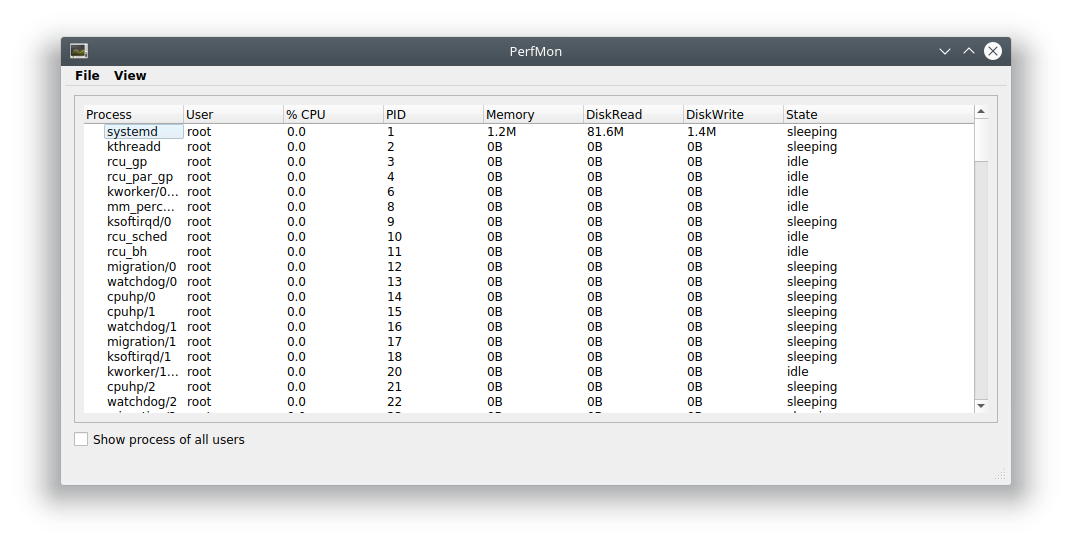 PerfMon
File View
Process User % CPU PID Memory DiskRead DiskWrite State
systemd root 0.0 1 1.2M 81.6M 1.4M sleeping
kthreadd root 0.0 2 0B 0B 0B sleeping
rcu_gp root 0.0 3 0B 0B 0B idle
rcu_par_gp root 0.0 4 0B 0B 0B idle
kworker/0... root 0.0 6 0B 0B 0B idle
mm_perc... root 0.0 8 0B 0B 0B idle
ksoftirqd/0 root 0.0 9 0B 0B 0B sleeping
rcu_sched root 0.0 10 0B 0B 0B idle
rcu_bh root 0.0 11 0B 0B 0B idle
migration/0 root 0.0 12 0B 0B 0B sleeping
watchdog/0 root 0.0 13 0B 0B 0B sleeping
cpuhp/0 root 0.0 14 0B 0B 0B sleeping
cpuhp/1 root 0.0 15 0B 0B 0B sleeping
watchdog/1 root 0.0 16 0B 0B 0B sleeping
migration/1 root 0.0 17 0B 0B 0B sleeping
ksoftirqd/1 root 0.0 18 0B 0B 0B sleeping
kworker/1... root 0.0 20 0B 0B 0B idle
cpuhp/2 root 0.0 21 0B 0B 0B sleeping
watchdog/2 root 0.0 22 0B 0B 0B sleeping
Show process of all users